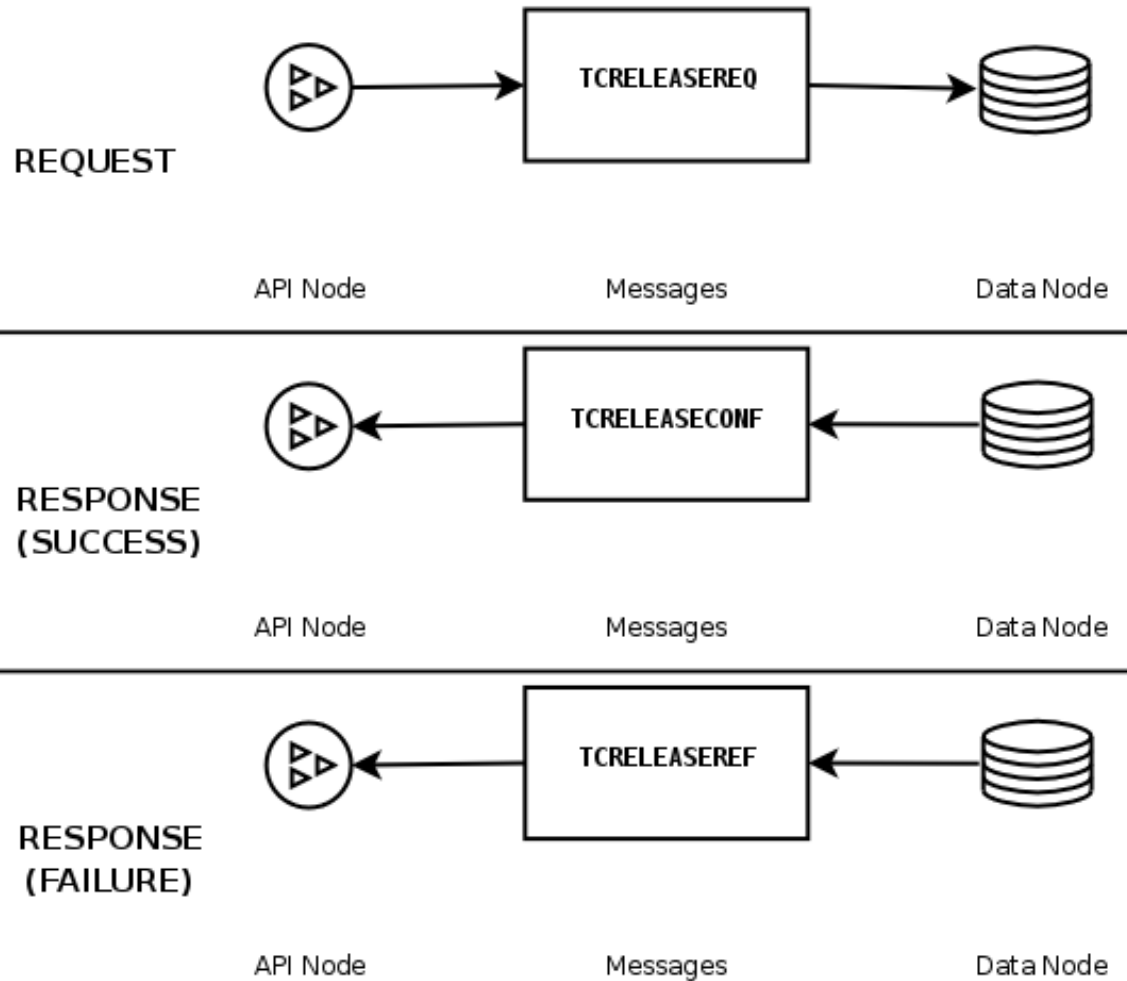 TCRELEASEREQ
REQUEST
API Node Messages Data Node
TCRELEASECONF
RESPONSE
(SUCCESS)
API Node Messages Data Node
TCRELEASEREF
RESPONSE
(FAILURE)
API Node Messages Data Node